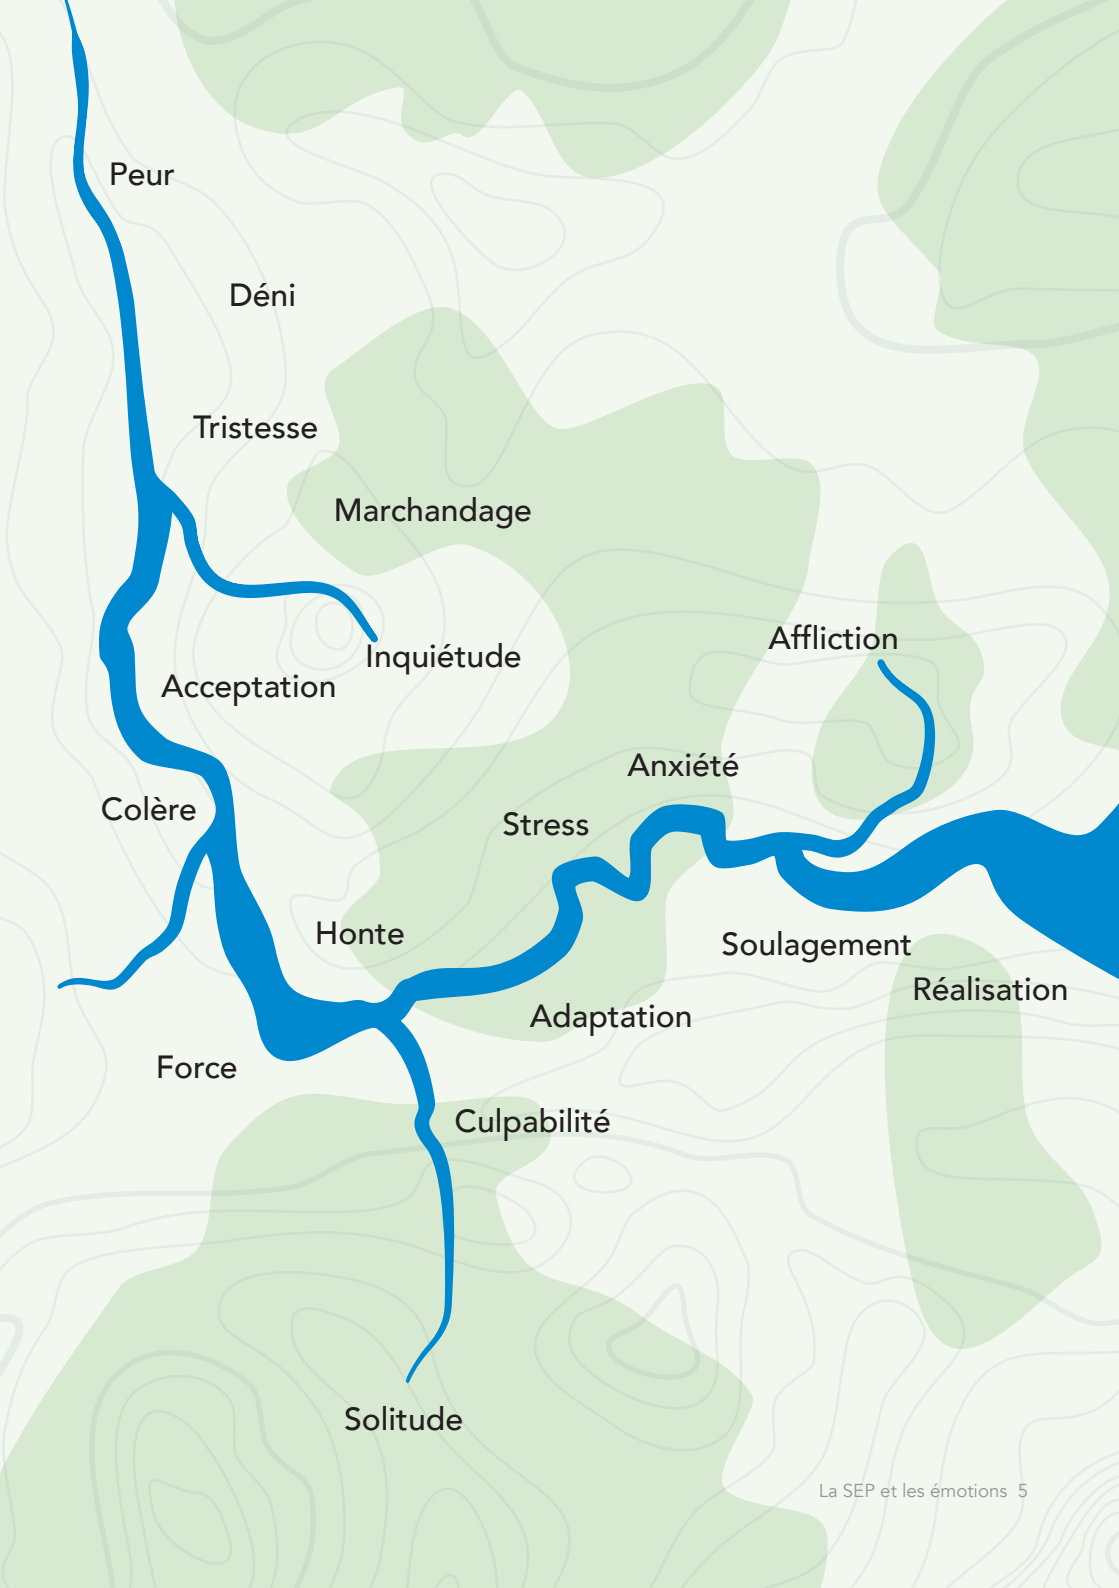 Peur
Déni
Tristesse
Marchandage
Affliction
Inquiétude
Acceptation
Anxiété
Colère
Stress
Honte
Soulagement
Réalisation
Adaptation
Force
Culpabilité
Solitude
La SEP et les émotions 5